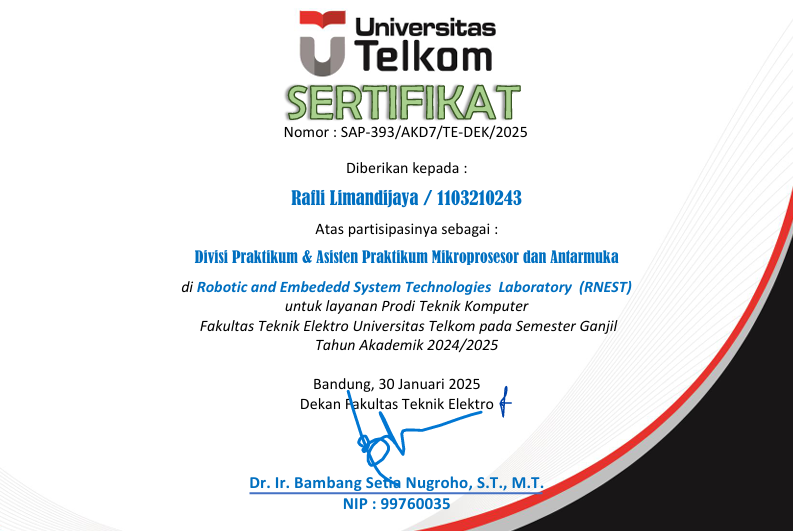 Universitas
Telkom
SERTIFIKAT
Nomor : SAP-393/AKD7/TE-DEK/2025
Diberikan kepada :
Rafli Limandijaya / 1103210243
Atas partisipasinya sebagai :
Divisi Praktikum & Asisten Praktikum Mikroprosesor dan Antarmuka
di Robotic and Embededd System Technologies Laboratory (RNEST)
untuk layanan Prodi Teknik Komputer
Fakultas Teknik Elektro Universitas Telkom pada Semester Ganjil
Tahun Akademik 2024/2025
Bandung, 30 Januari 2025
Dekan Fakultas Teknik Elektro
Dr. Ir. Bambang Setia Nugroho, S.T., M.T.
NIP : 99760035